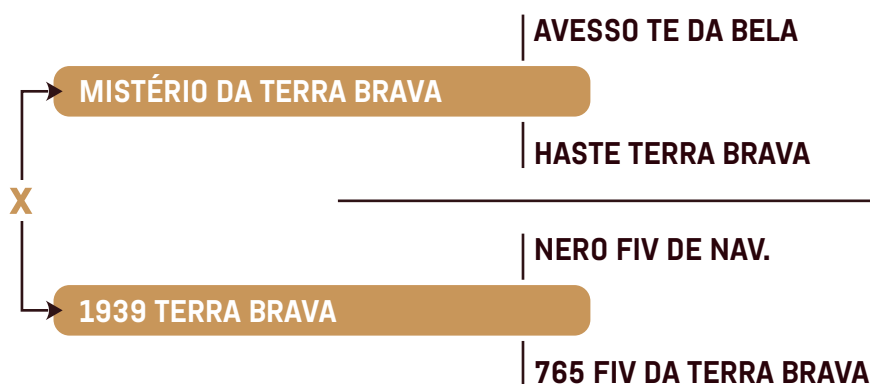 AVESSO TE DA BELA
MISTÉRIO DA TERRA BRAVA
HASTE TERRA BRAVA
X
NERO FIV DE NAV.
1939 TERRA BRAVA
765 FIV DA TERRA BRAVA